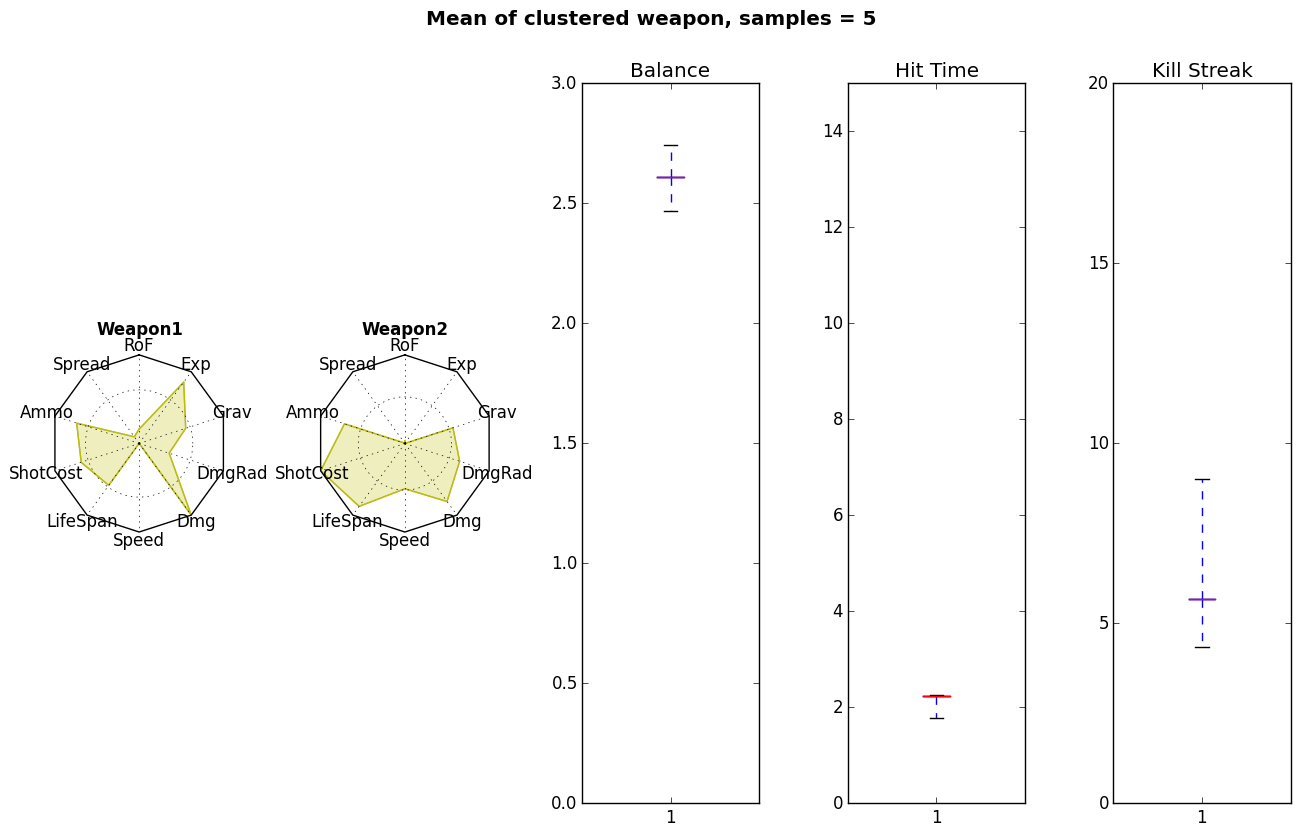 Mean of clustered weapon, samples = 5
Weapon1
RoF
Exp
Grav
DmgRad
Dmg
Speed
LifeSpan
ShotCost
Ammo
Spread
Weapon2
RoF
Exp
Grav
DmgRad
Dmg
Speed
LifeSpan
ShotCost
Ammo
Spread
Balance
3.0
2.5
2.0
1.5
1.0
0.5
0.0
1
Hit Time
14
12
10
8
6
4
2
0
1
Kill Streak
20
15
10
5
0
1